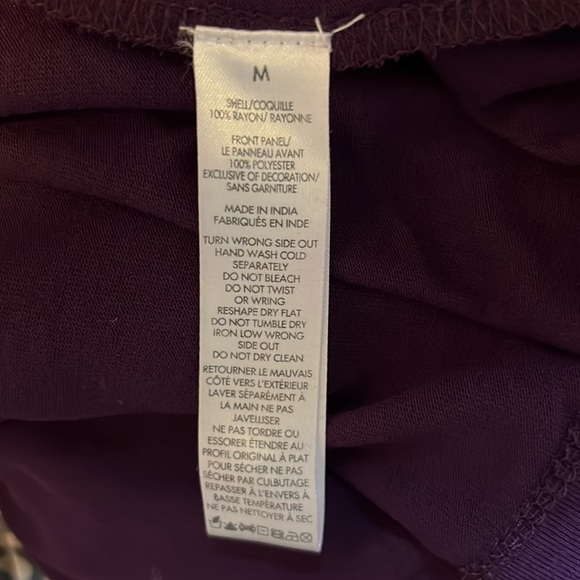 M
SHELL/COQUILLE
100% RAYON/ RAYONNE
FRONT PANEL/
LE PANNEAU AVANT
100% POLYESTER
EXCLUSIVE OF DECORATION/
SANS GARNITURE
MADE IN INDIA
FABRIQUÉS EN INDE
TURN WRONG SIDE OUT
HAND WASH COLD
SEPARATELY
DO NOT BLEACH
DO NOT TWIST
OR WRING
RESHAPE DRY FLAT
DO NOT TUMBLE DRY
IRON LOW WRONG
SIDE OUT
DO NOT DRY CLEAN
RETOURNER LE MAUVAIS
CÔTÉ VERS L'EXTÉRIEUR
LAVER SÉPARÉMENT À
LA MAIN NE PAS
JAVELLISER
NE PAS TORDRE OU
ESSORER ÉTENDRE AU
PROFIL ORIGINAL À PLAT
POUR SÉCHER NE PAS
SÉCHER PAR CULBUTAGE
REPASSER À L'ENVERS À
BASSE TEMPÉRATURE
NE PAS NETTOYER À SEC